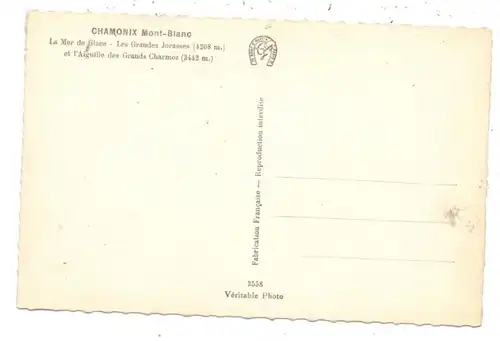 CHAMONIX Mont-Blanc
La Mer de Glace - Les Grandes Jorasses (4208 m.)
et l'Aiguille des Grands Charmoz (3442 m.)
Fabrication Française — Reproduction interdite
3558
Véritable Photo